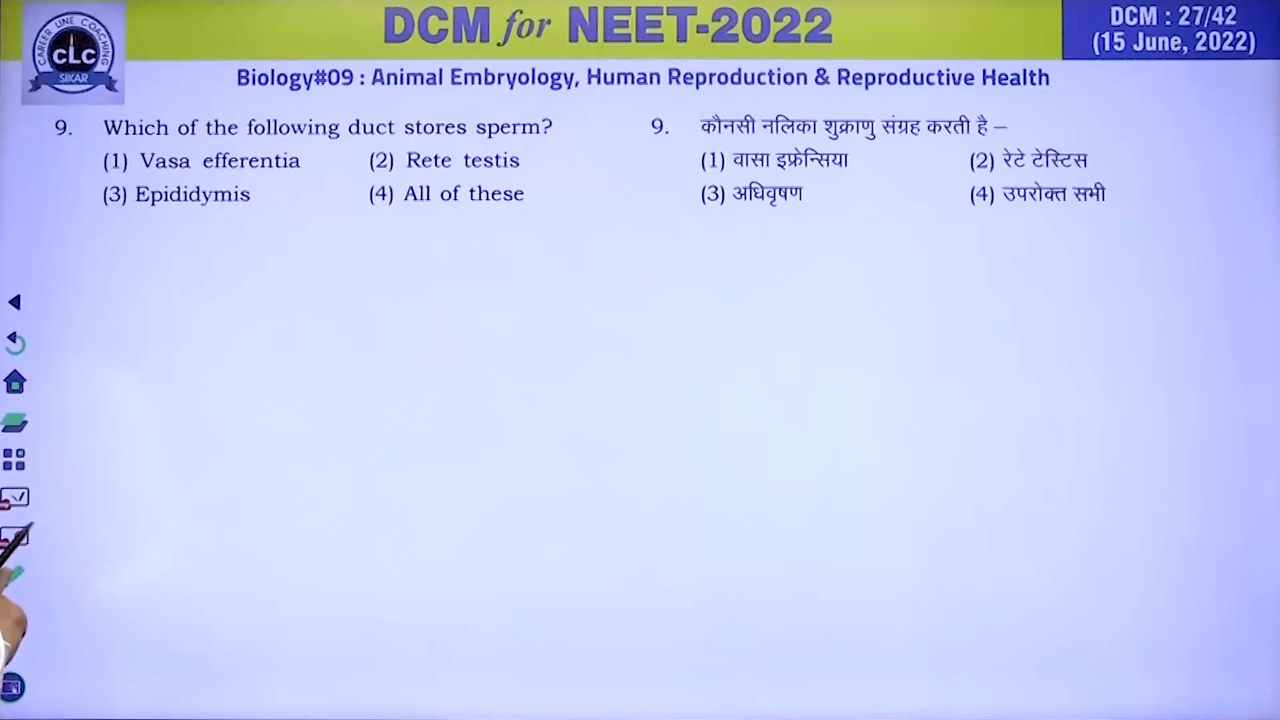 CAREER LINE COACHING
CLC
SIKAR
DCM for NEET-2022
DCM : 27/42
(15 June, 2022)
Biology#09 : Animal Embryology, Human Reproduction & Reproductive Health
9. Which of the following duct stores sperm?
(1) Vasa efferentia (2) Rete testis
(3) Epididymis (4) All of these
9. कौनसी नलिका शुक्राणु संग्रह करती है –
(1) वासा इफ्रेन्सिया (2) रेटे टेस्टिस
(3) अधिवृषण (4) उपरोक्त सभी